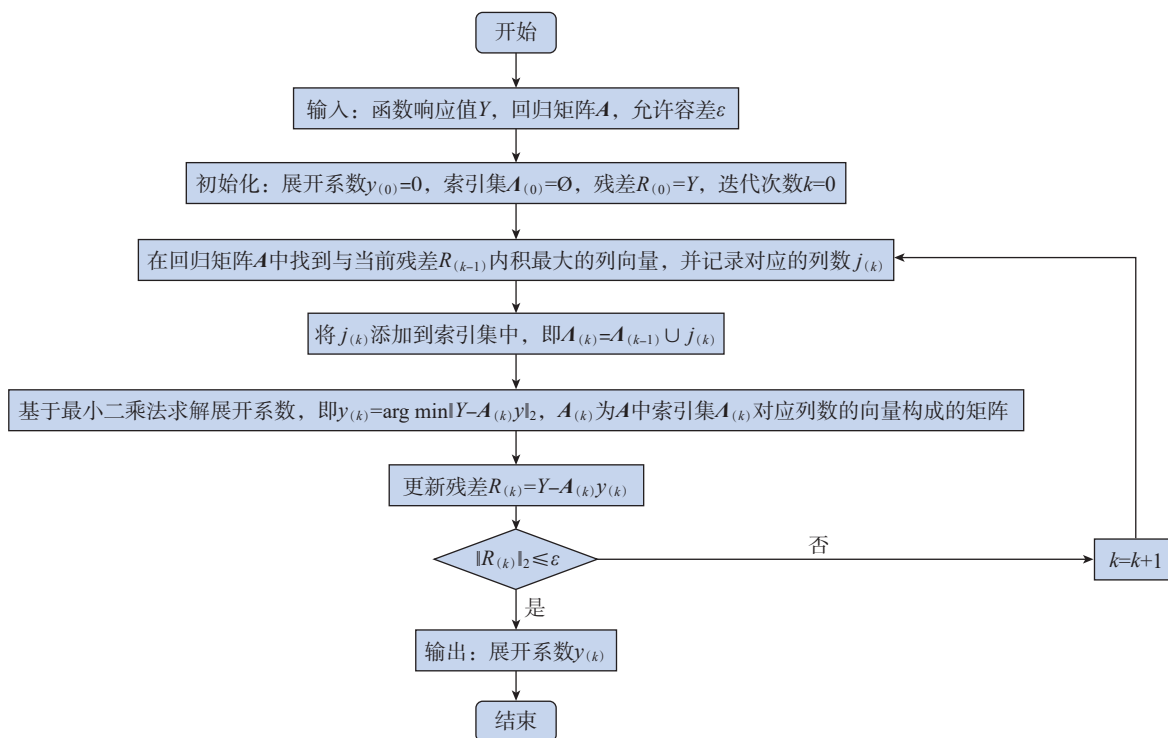 开始
输入：函数响应值Y，回归矩阵A，允许容差ε
初始化：展开系数y₍₀₎=0，索引集Λ₍₀₎=Ø，残差R₍₀₎=Y，迭代次数k=0
在回归矩阵A中找到与当前残差R₍ₖ₋₁₎内积最大的列向量，并记录对应的列数j₍ₖ₎
将j₍ₖ₎添加到索引集中，即Λ₍ₖ₎=Λ₍ₖ₋₁₎∪j₍ₖ₎
基于最小二乘法求解展开系数，即y₍ₖ₎=arg min‖Y–A₍ₖ₎y‖₂，A₍ₖ₎为A中索引集Λ₍ₖ₎对应列数的向量构成的矩阵
更新残差R₍ₖ₎=Y–A₍ₖ₎y₍ₖ₎
‖R₍ₖ₎‖₂≤ε
否
k=k+1
是
输出：展开系数y₍ₖ₎
结束